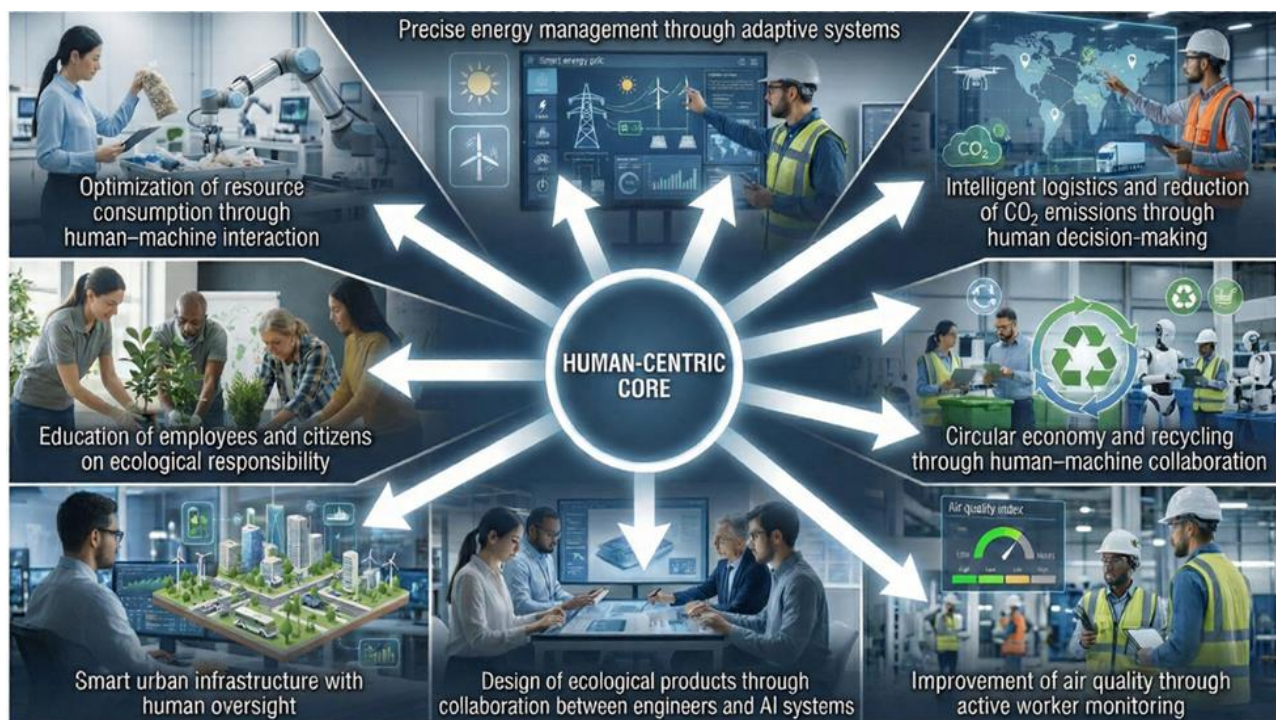 Precise energy management through adaptive systems
Smart energy gric
Optimization of resource
consumption through
human–machine interaction
CO₂
Intelligent logistics and reduction
of CO₂ emissions through
human decision-making
HUMAN-CENTRIC
CORE
Education of employees and citizens
on ecological responsibility
Circular economy and recycling
through human–machine collaboration
Air quality index
Smart urban infrastructure with
human oversight
Design of ecological products through
collaboration between engineers and AI systems
Improvement of air quality through
active worker monitoring